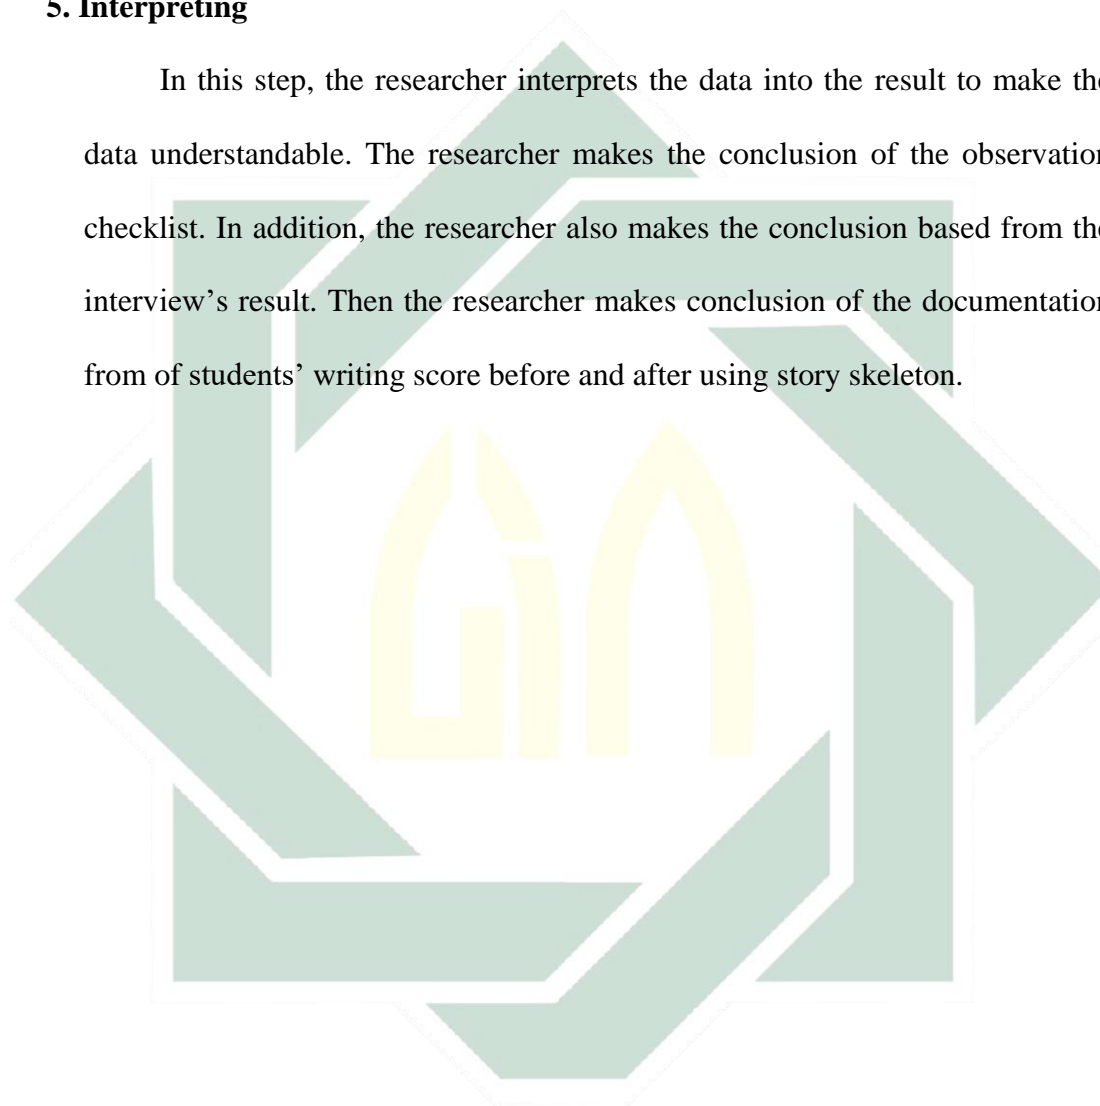 5. Interpreting
In this step, the researcher interprets the data into the result to make the
data understandable. The researcher makes the conclusion of the observation
checklist. In addition, the researcher also makes the conclusion based from the
interview’s result. Then the researcher makes conclusion of the documentation
from of students’ writing score before and after using story skeleton.